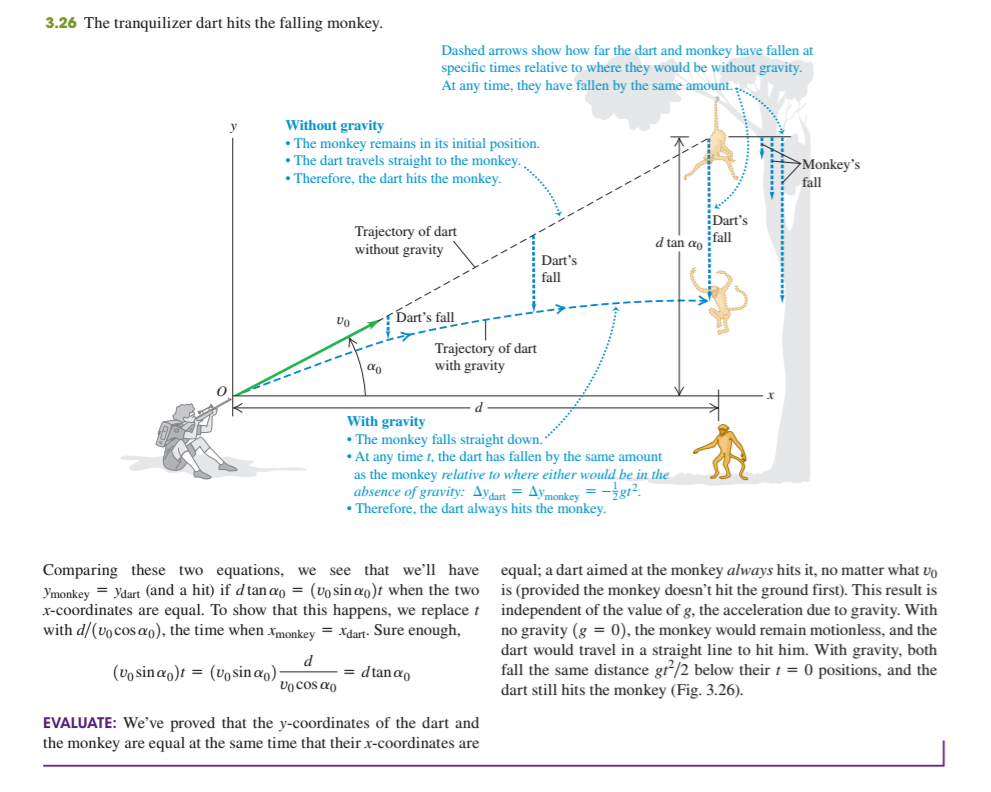 3.26 The tranquilizer dart hits the falling monkey.
Dashed arrows show how far the dart and monkey have fallen at
specific times relative to where they would be without gravity.
At any time, they have fallen by the same amount.
y
Without gravity
• The monkey remains in its initial position.
• The dart travels straight to the monkey.
• Therefore, the dart hits the monkey.
Monkey's
fall
Trajectory of dart
without gravity
d tan α₀
Dart's
fall
Dart's
fall
v₀
Dart's fall
Trajectory of dart
with gravity
α₀
O
x
d
With gravity
• The monkey falls straight down.
• At any time t, the dart has fallen by the same amount
as the monkey relative to where either would be in the
absence of gravity: Δy_dart = Δy_monkey = −½gt².
• Therefore, the dart always hits the monkey.
Comparing these two equations, we see that we'll have
y_monkey = y_dart (and a hit) if d tan α₀ = (v₀ sin α₀)t when the two
x-coordinates are equal. To show that this happens, we replace t
with d/(v₀ cos α₀), the time when x_monkey = x_dart. Sure enough,
(v₀ sin α₀)t = (v₀ sin α₀) d/(v₀ cos α₀) = d tan α₀
EVALUATE: We've proved that the y-coordinates of the dart and
the monkey are equal at the same time that their x-coordinates are
equal; a dart aimed at the monkey always hits it, no matter what v₀
is (provided the monkey doesn't hit the ground first). This result is
independent of the value of g, the acceleration due to gravity. With
no gravity (g = 0), the monkey would remain motionless, and the
dart would travel in a straight line to hit him. With gravity, both
fall the same distance gt²/2 below their t = 0 positions, and the
dart still hits the monkey (Fig. 3.26).